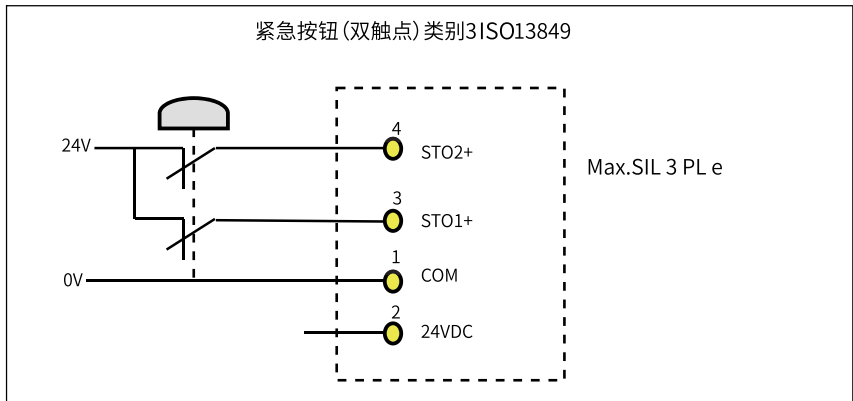 紧急按钮(双触点)类别3ISO13849
4
24V
STO2+
Max.SIL 3 PL e
3
STO1+
1
0V
COM
2
24VDC